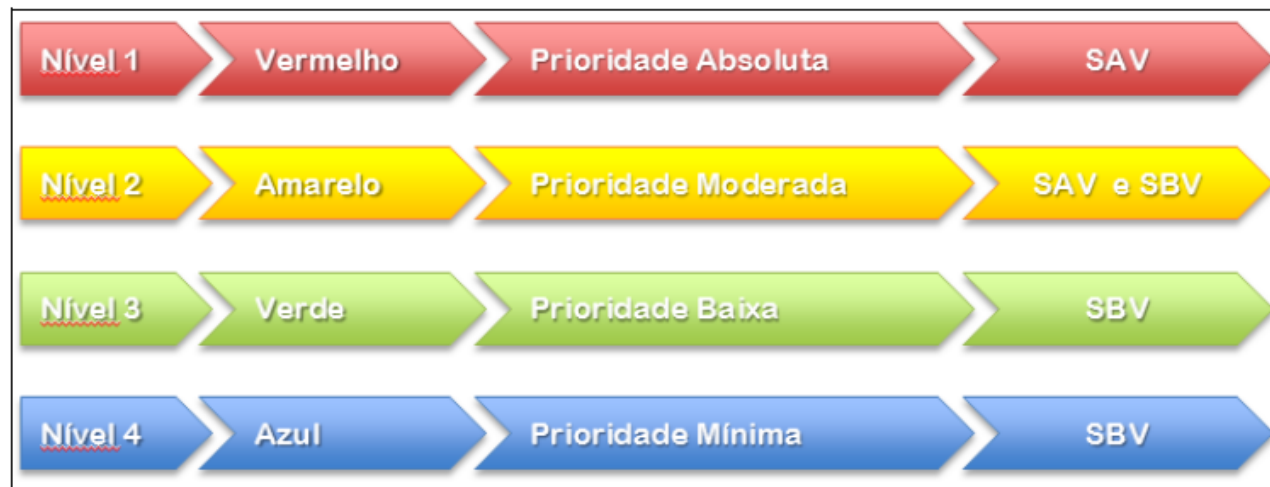 Nível 1 Vermelho Prioridade Absoluta SAV
Nível 2 Amarelo Prioridade Moderada SAV e SBV
Nível 3 Verde Prioridade Baixa SBV
Nível 4 Azul Prioridade Mínima SBV